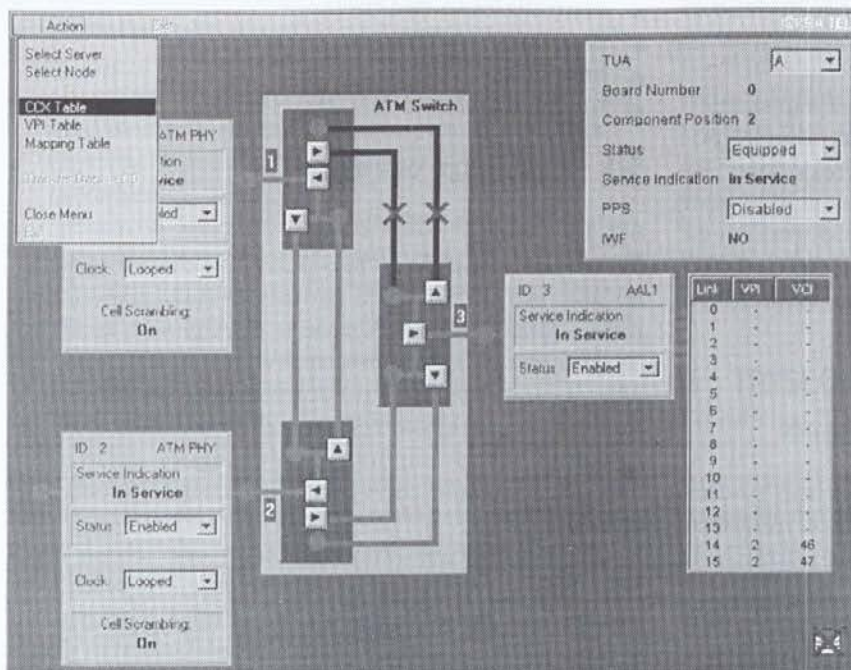 Action
Select Server
Select Node
CCX Table
VPI Table
Mapping Table
Close Menu
ATM PHY
Clock: Looped
Cell Scrambling:
On
1
ATM Switch
TUA A
Board Number 0
Component Position 2
Status Equipped
Service Indication In Service
PPS Disabled
IWF NO
3
ID 3 AAL1
Service Indication
In Service
Status Enabled
Link VPI VCI
0 - -
1 - -
2 - -
3 - -
4 - -
5 - -
6 - -
7 - -
8 - -
9 - -
10 - -
11 - -
12 - -
13 - -
14 2 46
15 2 47
ID 2 ATM PHY
Service Indication
In Service
Status Enabled
Clock: Looped
Cell Scrambling:
On
2